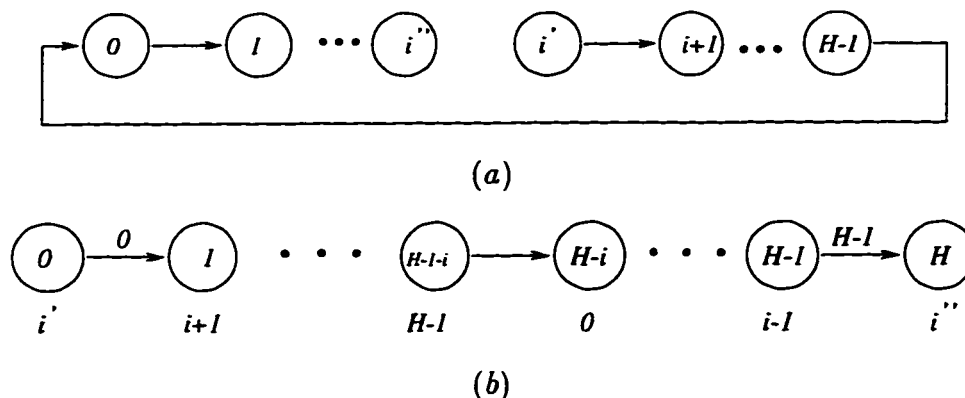 0 1 ••• i'' i' i+1 ••• H-1
(a)
0 H-1
0 1 • • • H-1-i H-i • • • H-1 H
i' i+1 H-1 0 i-1 i''
(b)